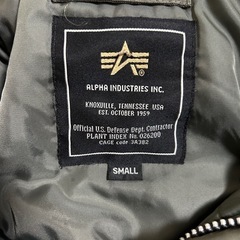 ALPHA INDUSTRIES INC.
KNOXVILLE, TENNESSEE USA
EST. OCTOBER 1959
Official U.S. Defense Dept. Contractor
PLANT INDEX No. 026200
CAGE code 3A382
SMALL